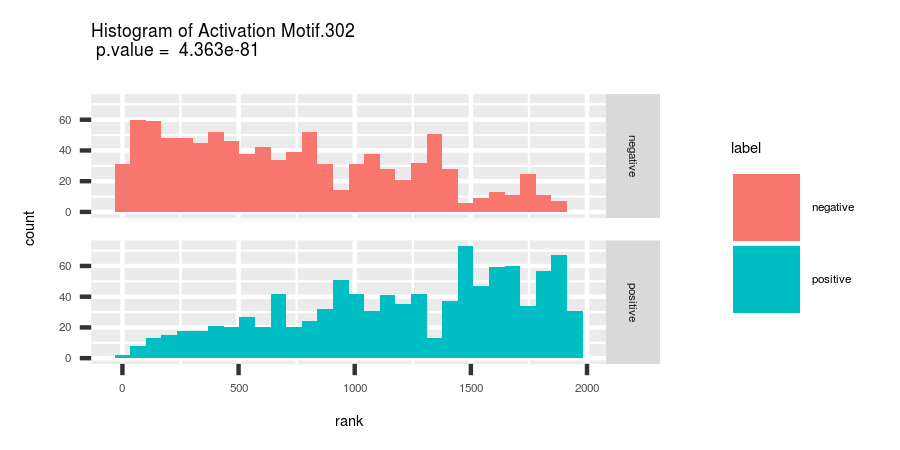 Histogram of Activation Motif.302
p.value = 4.363e-81
count
60
40
20
0
negative
60
40
20
0
positive
0 500 1000 1500 2000
rank
label
negative
positive